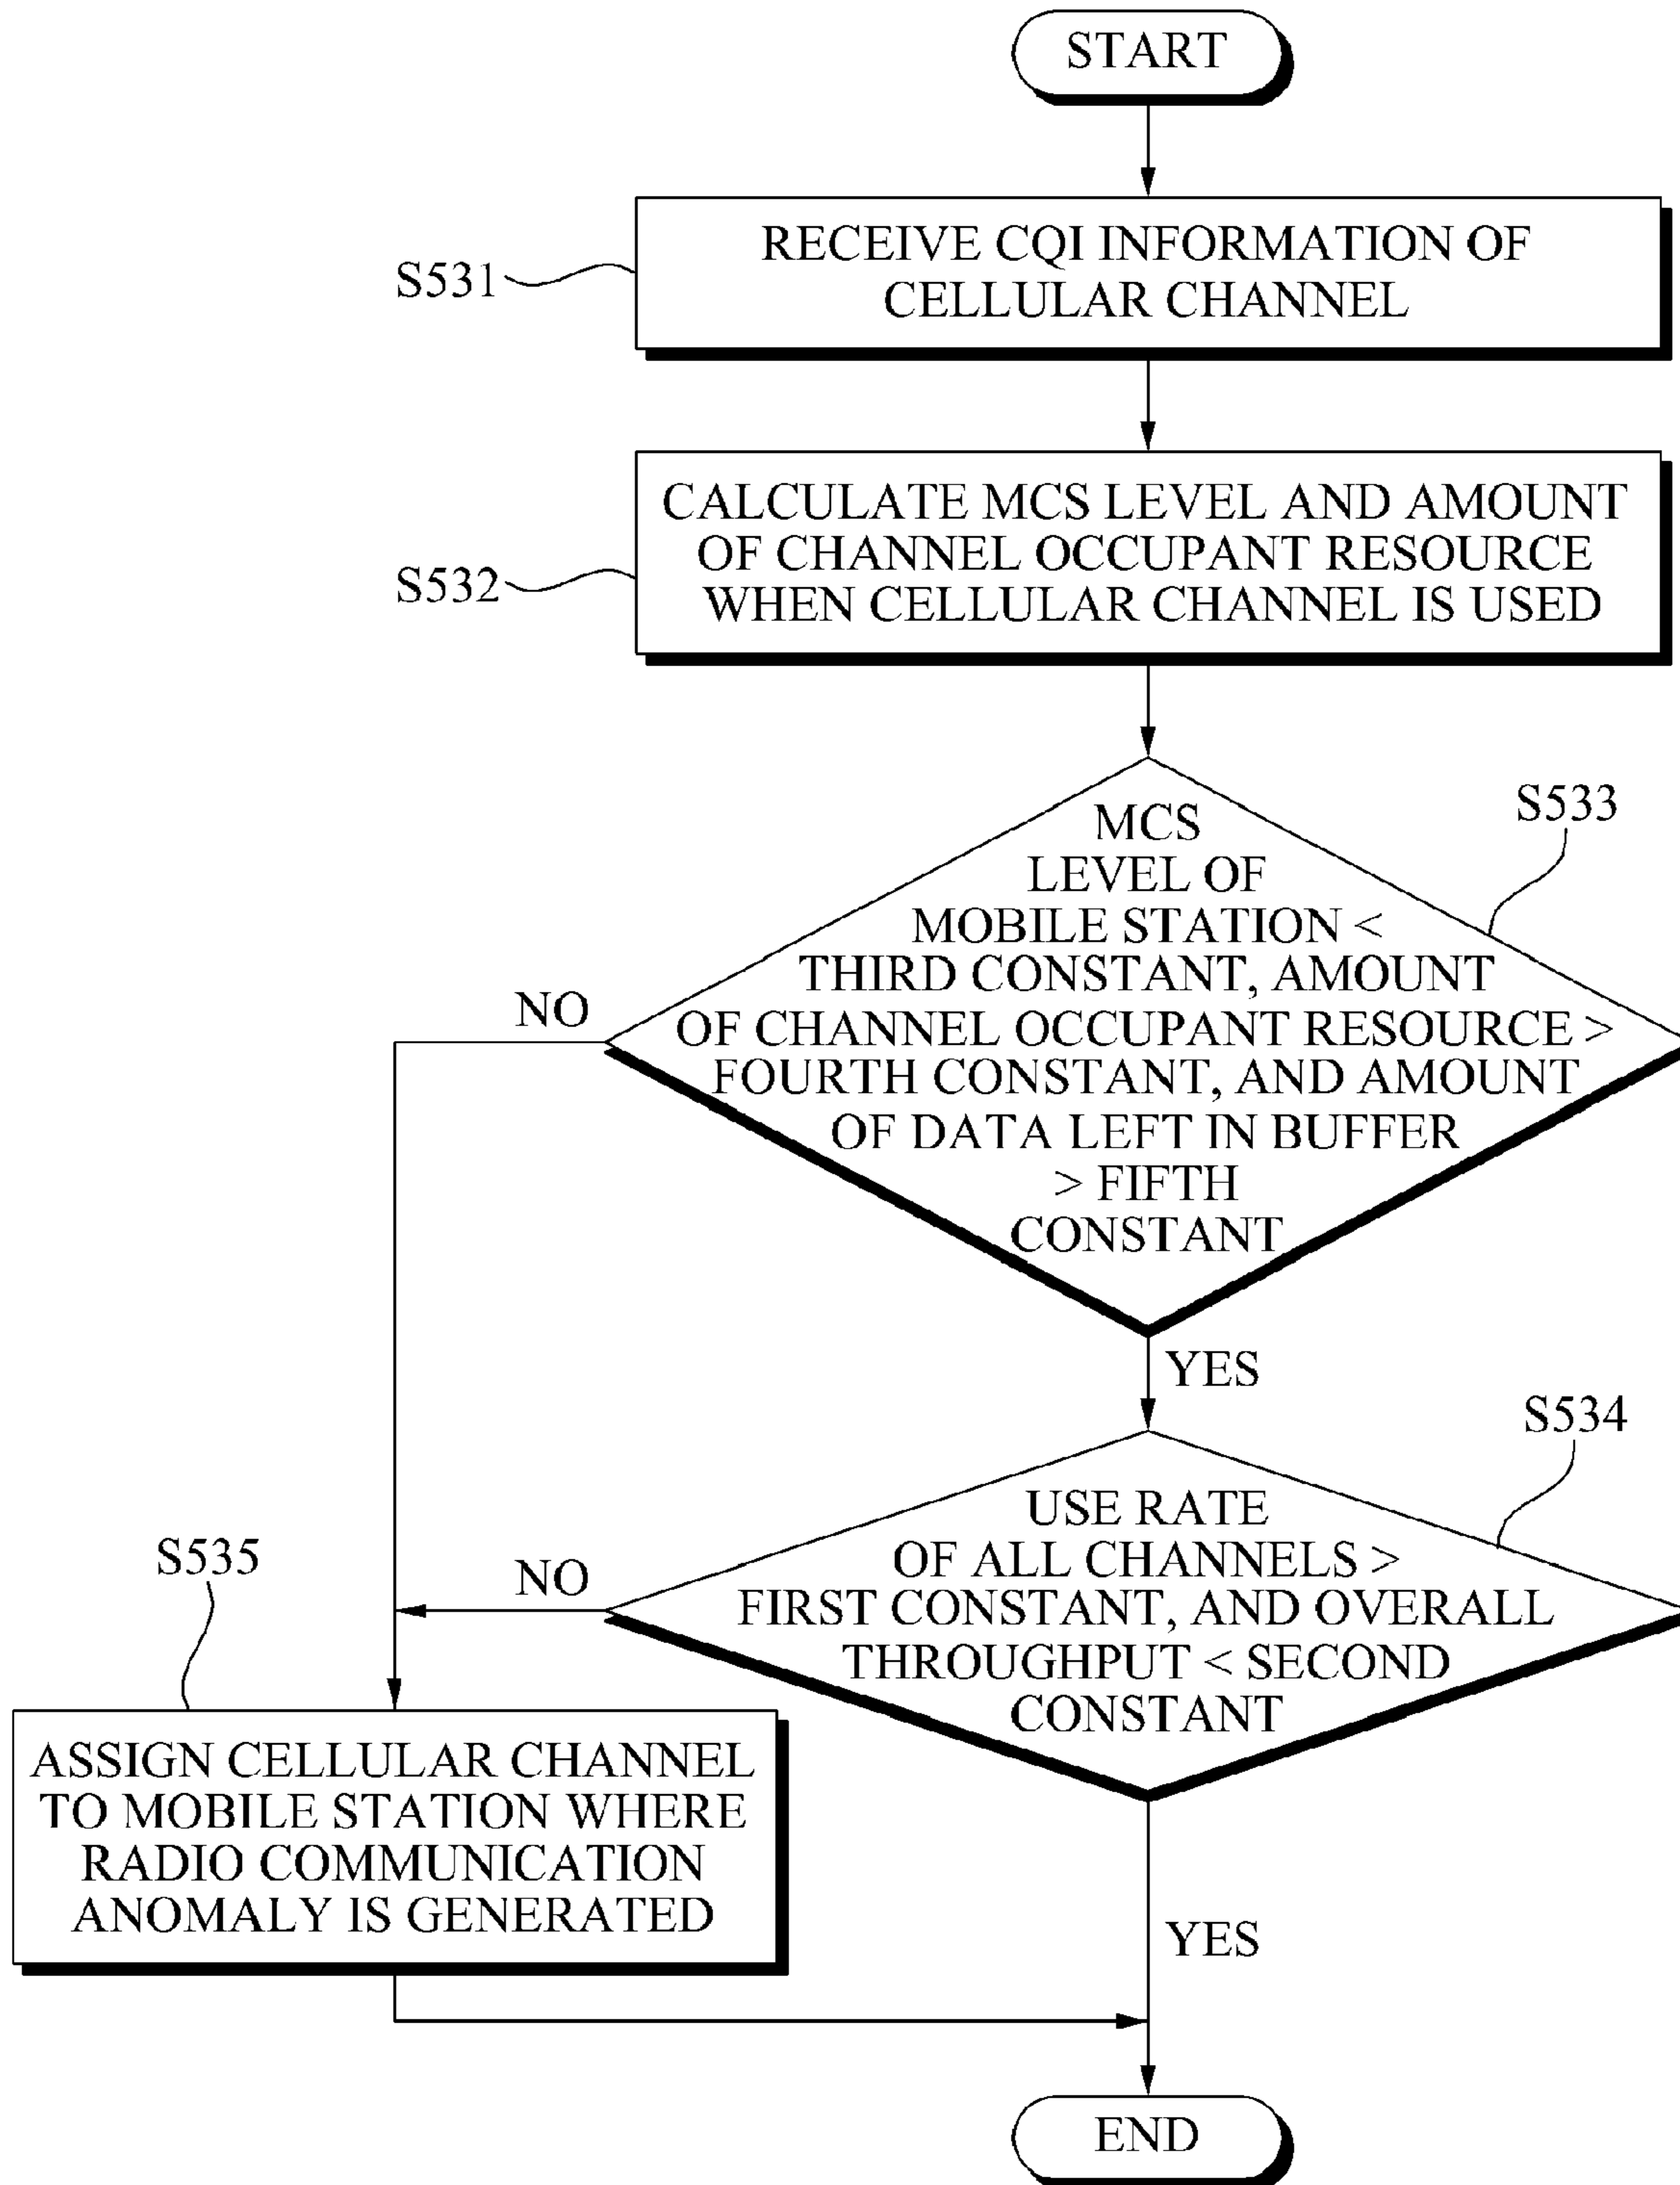 START
S531
RECEIVE CQI INFORMATION OF
CELLULAR CHANNEL
S532
CALCULATE MCS LEVEL AND AMOUNT
OF CHANNEL OCCUPANT RESOURCE
WHEN CELLULAR CHANNEL IS USED
S533
MCS
LEVEL OF
MOBILE STATION <
THIRD CONSTANT, AMOUNT
OF CHANNEL OCCUPANT RESOURCE >
FOURTH CONSTANT, AND AMOUNT
OF DATA LEFT IN BUFFER
> FIFTH
CONSTANT
NO
YES
S534
USE RATE
OF ALL CHANNELS >
FIRST CONSTANT, AND OVERALL
THROUGHPUT < SECOND
CONSTANT
NO
S535
ASSIGN CELLULAR CHANNEL
TO MOBILE STATION WHERE
RADIO COMMUNICATION
ANOMALY IS GENERATED
YES
END